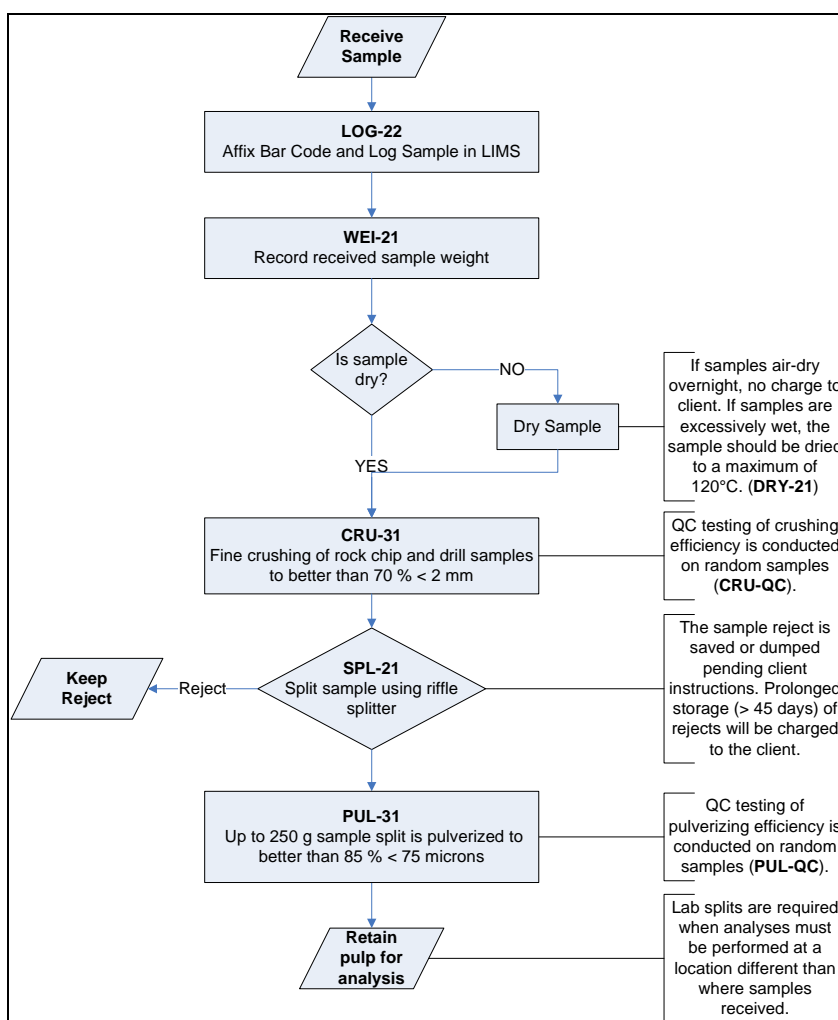 Receive
Sample
LOG-22
Affix Bar Code and Log Sample in LIMS
WEI-21
Record received sample weight
Is sample
dry?
NO
Dry Sample
If samples air-dry
overnight, no charge to
client. If samples are
excessively wet, the
sample should be dried
to a maximum of
120°C. (DRY-21)
YES
CRU-31
Fine crushing of rock chip and drill samples
to better than 70 % < 2 mm
QC testing of crushing
efficiency is conducted
on random samples
(CRU-QC).
Keep
Reject
Reject
SPL-21
Split sample using riffle
splitter
The sample reject is
saved or dumped
pending client
instructions. Prolonged
storage (> 45 days) of
rejects will be charged
to the client.
PUL-31
Up to 250 g sample split is pulverized to
better than 85 % < 75 microns
QC testing of
pulverizing efficiency is
conducted on random
samples (PUL-QC).
Retain
pulp for
analysis
Lab splits are required
when analyses must
be performed at a
location different than
where samples
received.